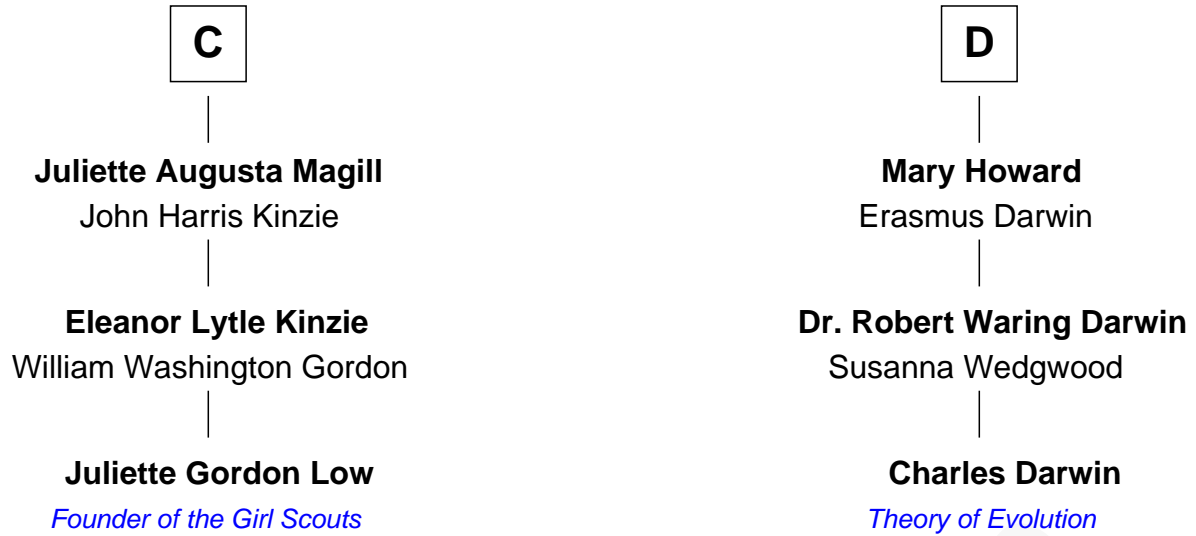 C
Juliette Augusta Magill
John Harris Kinzie
Eleanor Lytle Kinzie
William Washington Gordon
Juliette Gordon Low
Founder of the Girl Scouts
D
Mary Howard
Erasmus Darwin
Dr. Robert Waring Darwin
Susanna Wedgwood
Charles Darwin
Theory of Evolution